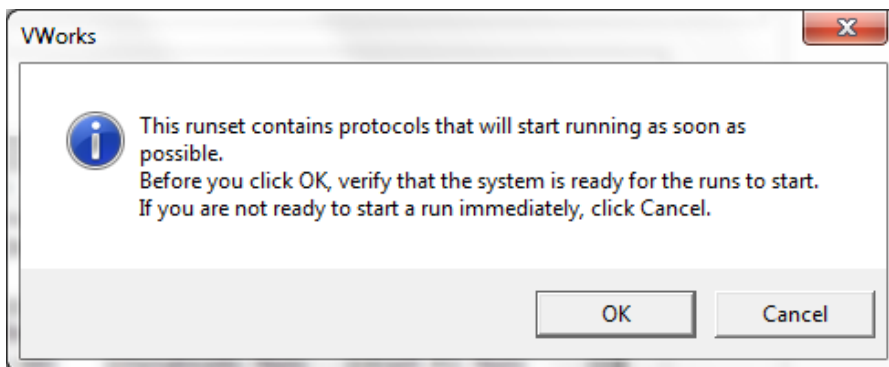 VWorks
This runset contains protocols that will start running as soon as
possible.
Before you click OK, verify that the system is ready for the runs to start.
If you are not ready to start a run immediately, click Cancel.
OK
Cancel